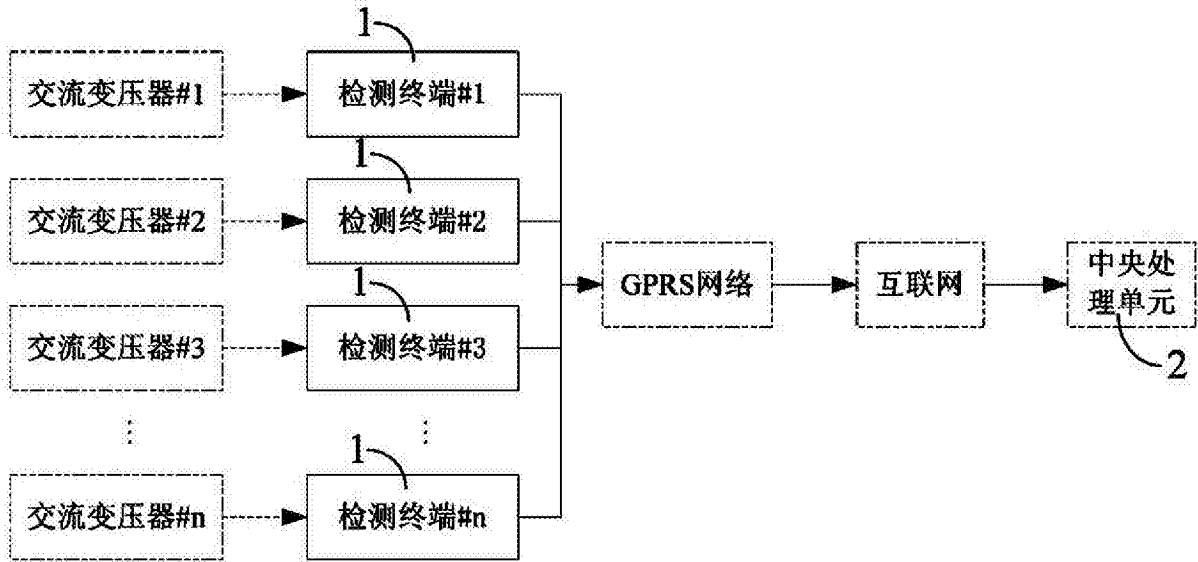 1
交流变压器#1
检测终端#1
1
交流变压器#2
检测终端#2
1
交流变压器#3
检测终端#3
GPRS网络
互联网
中央处
理单元
2
⋮
⋮
1
交流变压器#n
检测终端#n